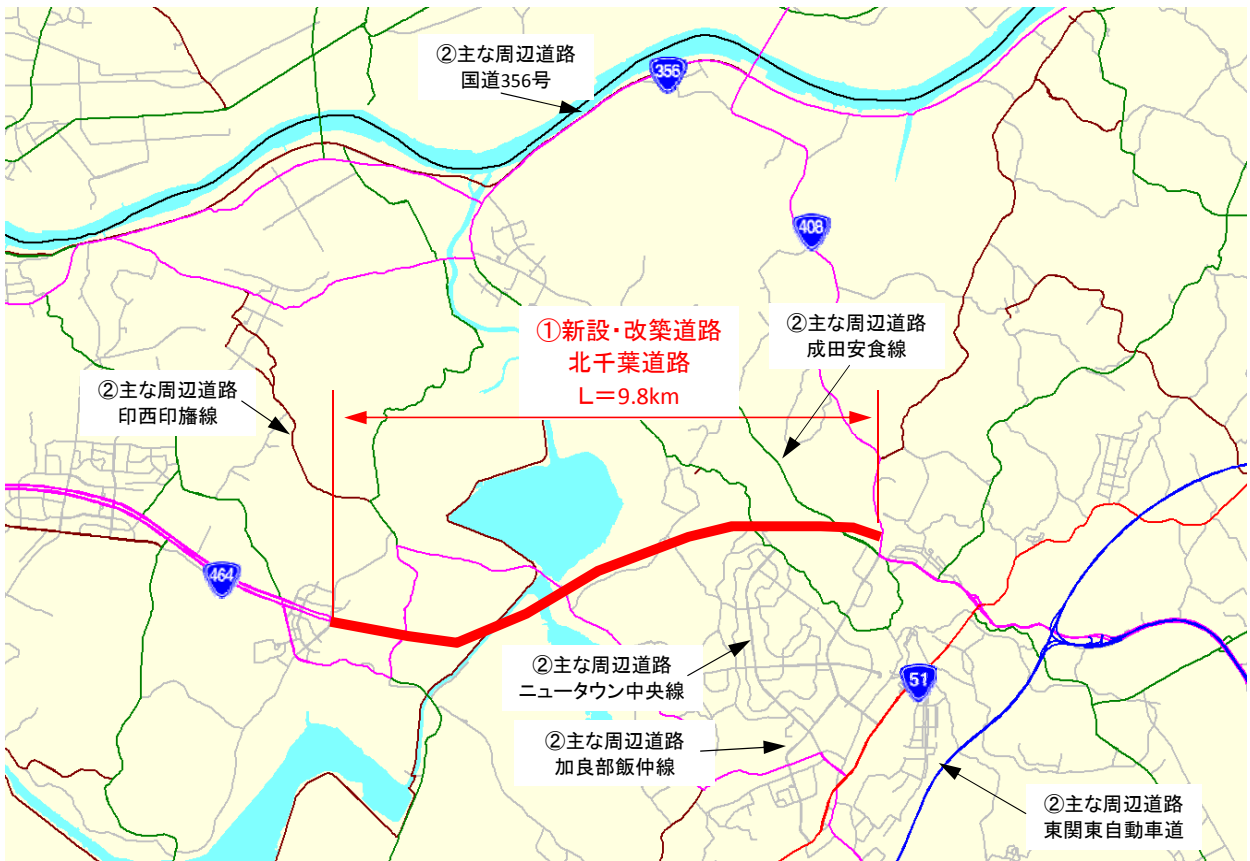 ②主な周辺道路
国道356号
356
408
①新設・改築道路
北千葉道路
L=9.8km
②主な周辺道路
成田安食線
②主な周辺道路
印西印旛線
464
②主な周辺道路
ニュータウン中央線
51
②主な周辺道路
加良部飯仲線
②主な周辺道路
東関東自動車道